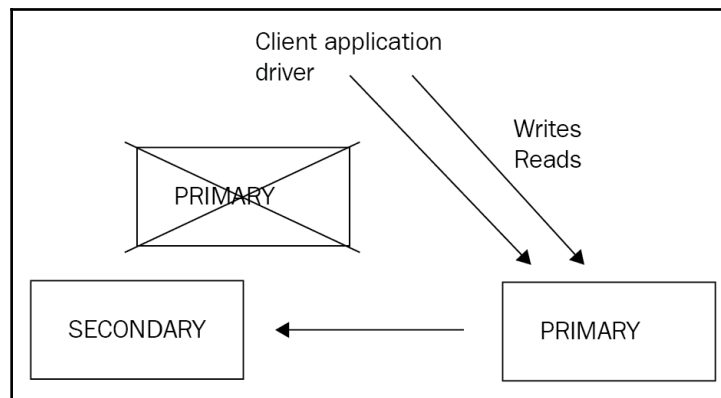 Client application
driver
Writes
Reads
PRIMARY
SECONDARY
PRIMARY